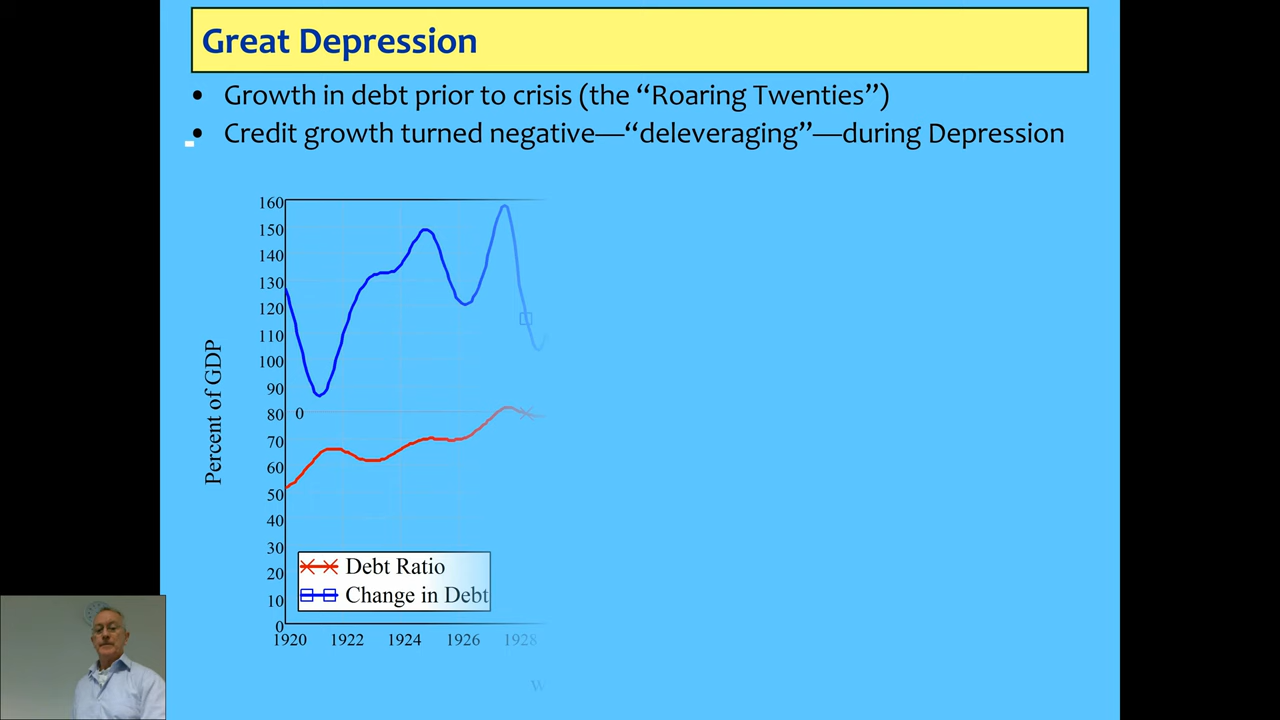 Great Depression
• Growth in debt prior to crisis (the “Roaring Twenties”)
• Credit growth turned negative—“deleveraging”—during Depression
160
150
140
130
120
110
100
90
80
70
60
50
40
30
20
10
0
0
Percent of GDP
Debt Ratio
Change in Debt
1920 1922 1924 1926 1928